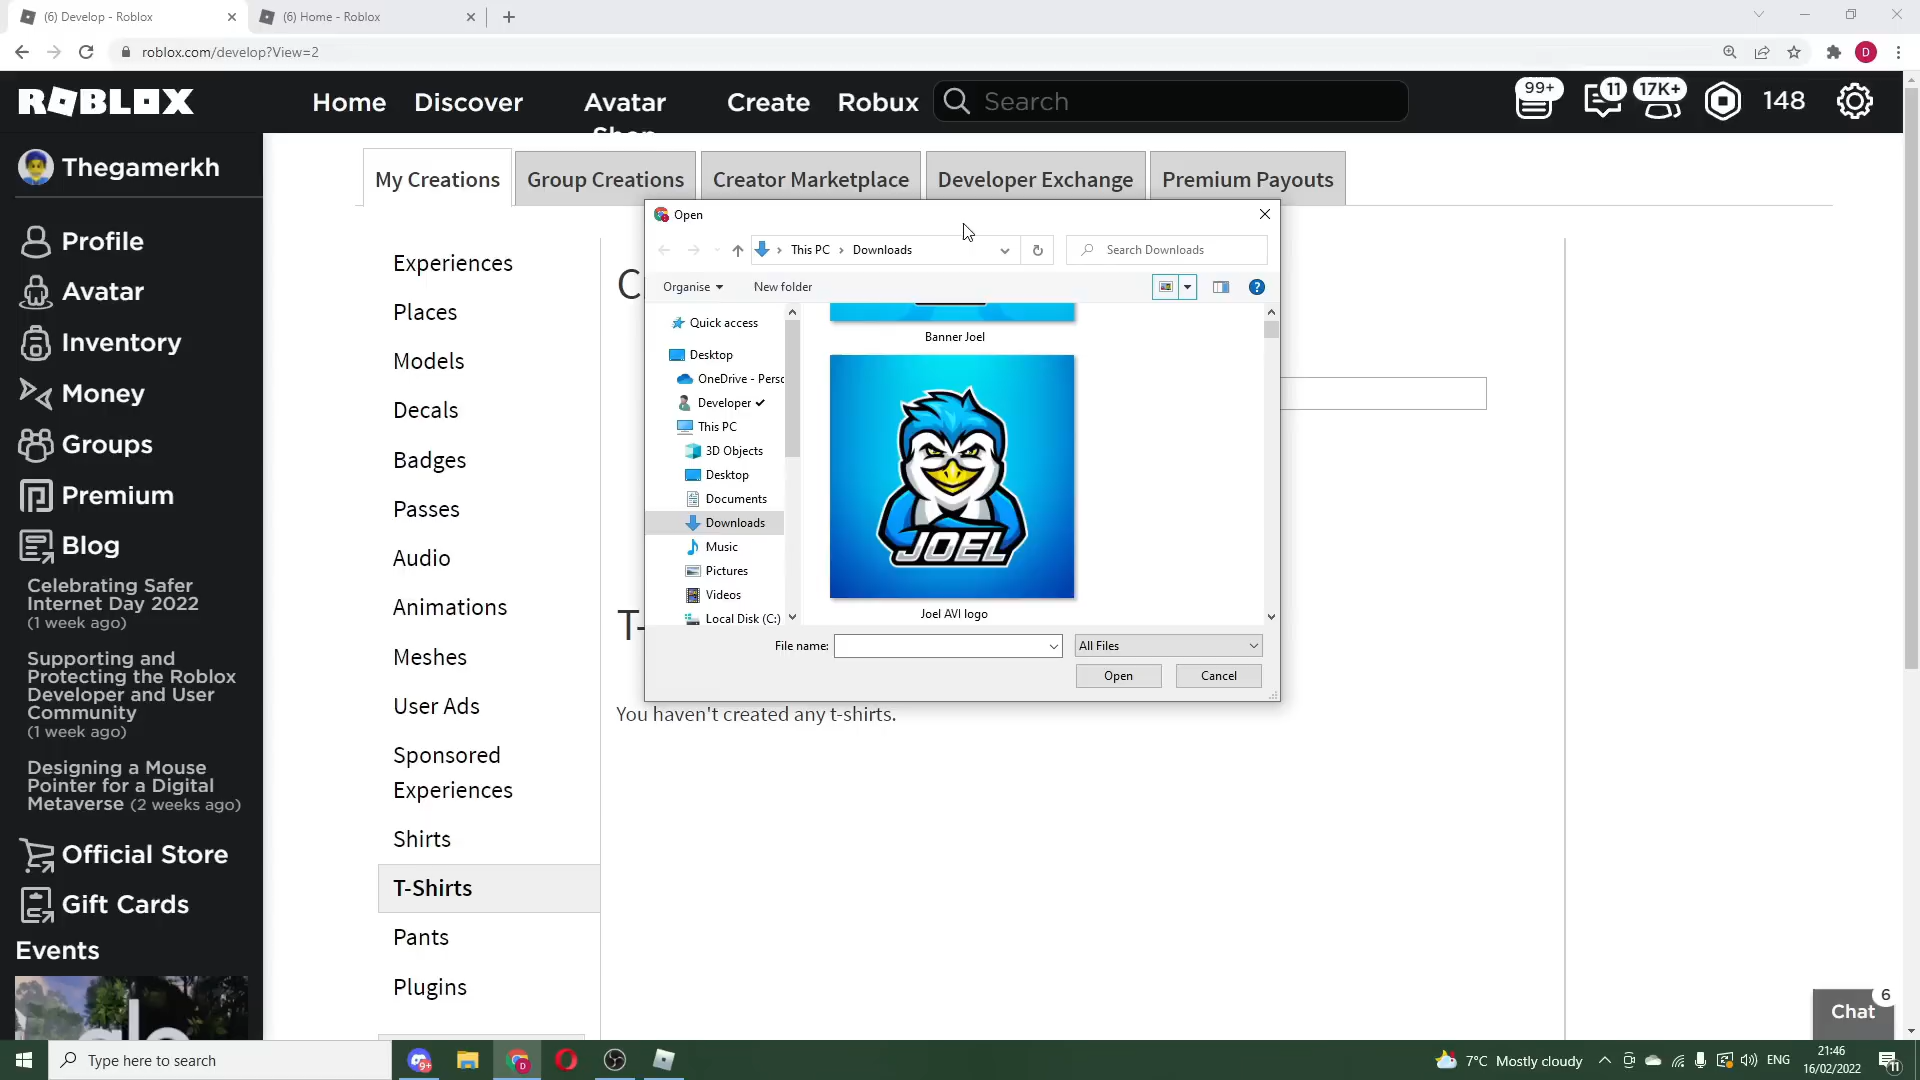 (6) Develop - Roblox
(6) Home - Roblox
roblox.com/develop?View=2
D
ROBLOX
Home
Discover
Avatar
Shop
Create
Robux
Search
99+
11
17K+
148
Thegamerkh
Profile
Avatar
Inventory
Money
Groups
Premium
Blog
Celebrating Safer
Internet Day 2022
(1 week ago)
Supporting and
Protecting the Roblox
Developer and User
Community
(1 week ago)
Designing a Mouse
Pointer for a Digital
Metaverse (2 weeks ago)
Official Store
Gift Cards
Events
My Creations
Group Creations
Creator Marketplace
Developer Exchange
Premium Payouts
Experiences
Places
Models
Decals
Badges
Passes
Audio
Animations
Meshes
User Ads
Sponsored
Experiences
Shirts
T-Shirts
Pants
Plugins
C
T-
You haven't created any t-shirts.
Open
This PC
Downloads
Search Downloads
Organise
New folder
Quick access
Desktop
OneDrive - Perso
Developer
This PC
3D Objects
Desktop
Documents
Downloads
Music
Pictures
Videos
Local Disk (C:)
Banner Joel
JOEL
Joel AVI logo
File name:
All Files
Open
Cancel
Chat
6
Type here to search
9+
D
7°C Mostly cloudy
ENG
21:46
16/02/2022
11